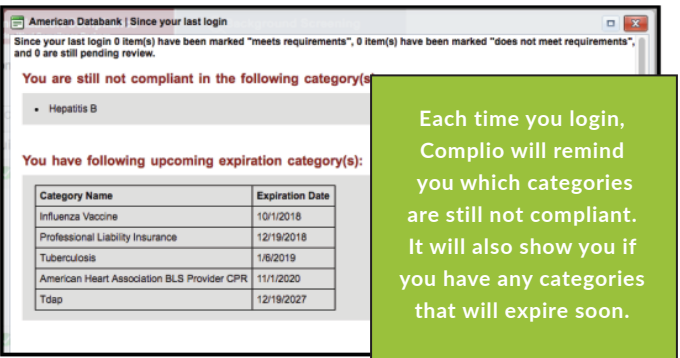 American Databank | Since your last login
Since your last login 0 item(s) have been marked "meets requirements", 0 item(s) have been marked "does not meet requirements",
and 0 are still pending review.
You are still not compliant in the following category(s
• Hepatitis B
You have following upcoming expiration category(s):
Category Name Expiration Date
Influenza Vaccine 10/1/2018
Professional Liability Insurance 12/19/2018
Tuberculosis 1/6/2019
American Heart Association BLS Provider CPR 11/1/2020
Tdap 12/19/2027
Each time you login,
Complio will remind
you which categories
are still not compliant.
It will also show you if
you have any categories
that will expire soon.